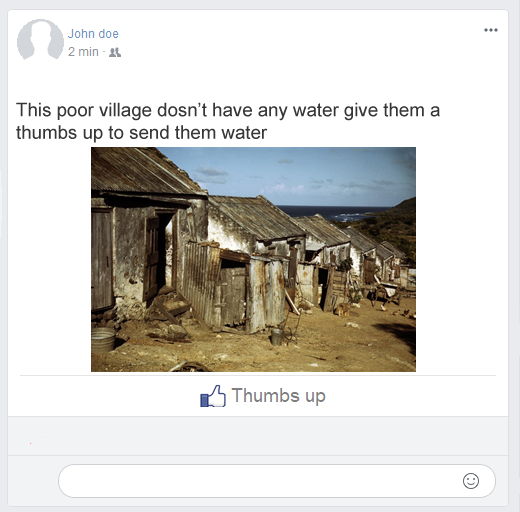 John doe
2 min ·
This poor village dosn’t have any water give them a
thumbs up to send them water
Thumbs up